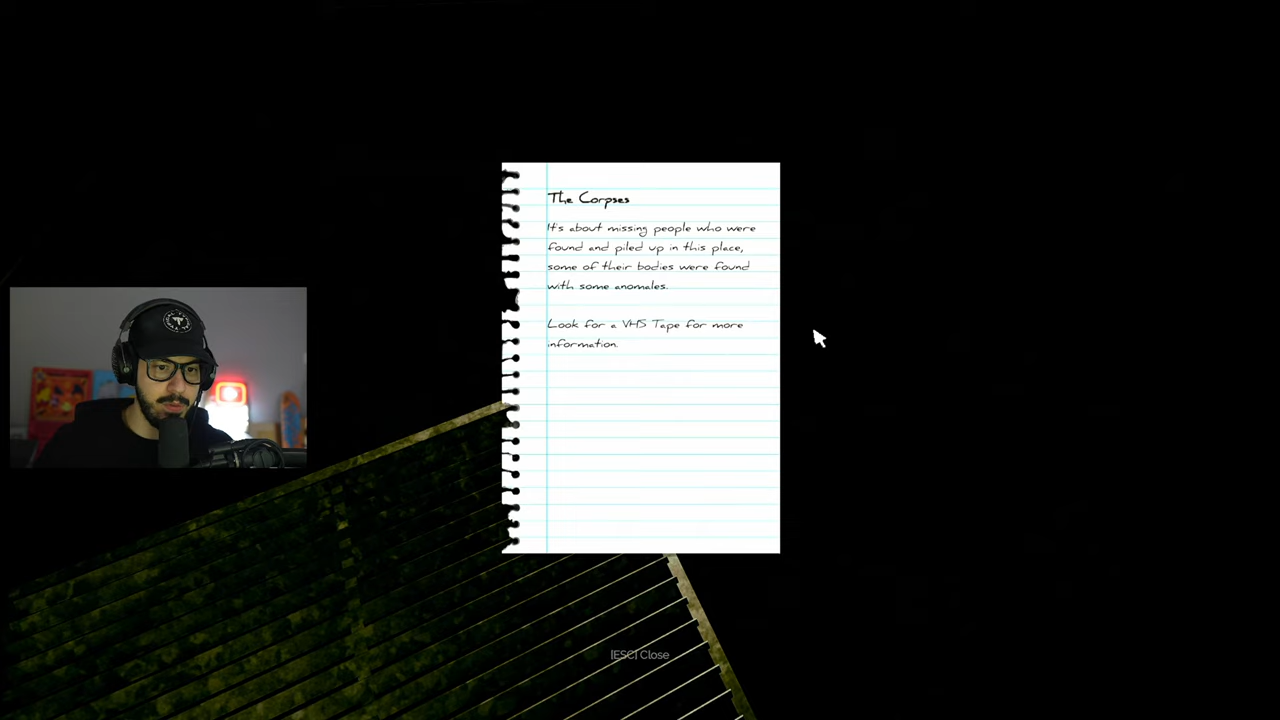 The Corpses
It's about missing people who were
found and piled up in this place,
some of their bodies were found
with some anomales.
Look for a VHS Tape for more
information.
[ESC] Close